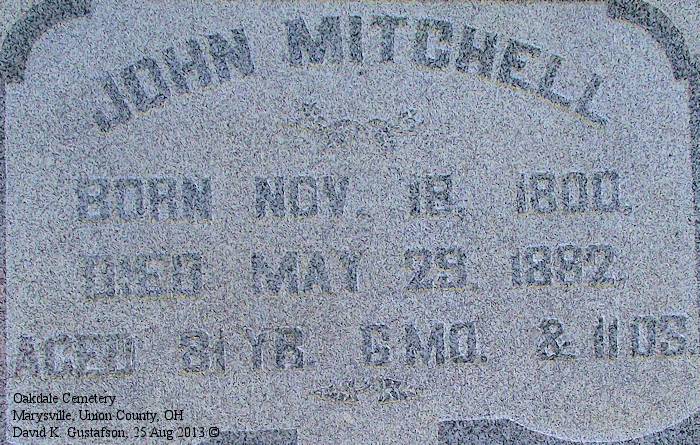 JOHN MITCHELL
BORN NOV. 18. 1800.
DIED MAY 29. 1882.
AGED 81 YR. 6 MO. & 11 DS.
Oakdale Cemetery
Marysville, Union County, OH
David K. Gustafson, 25 Aug 2013 ©